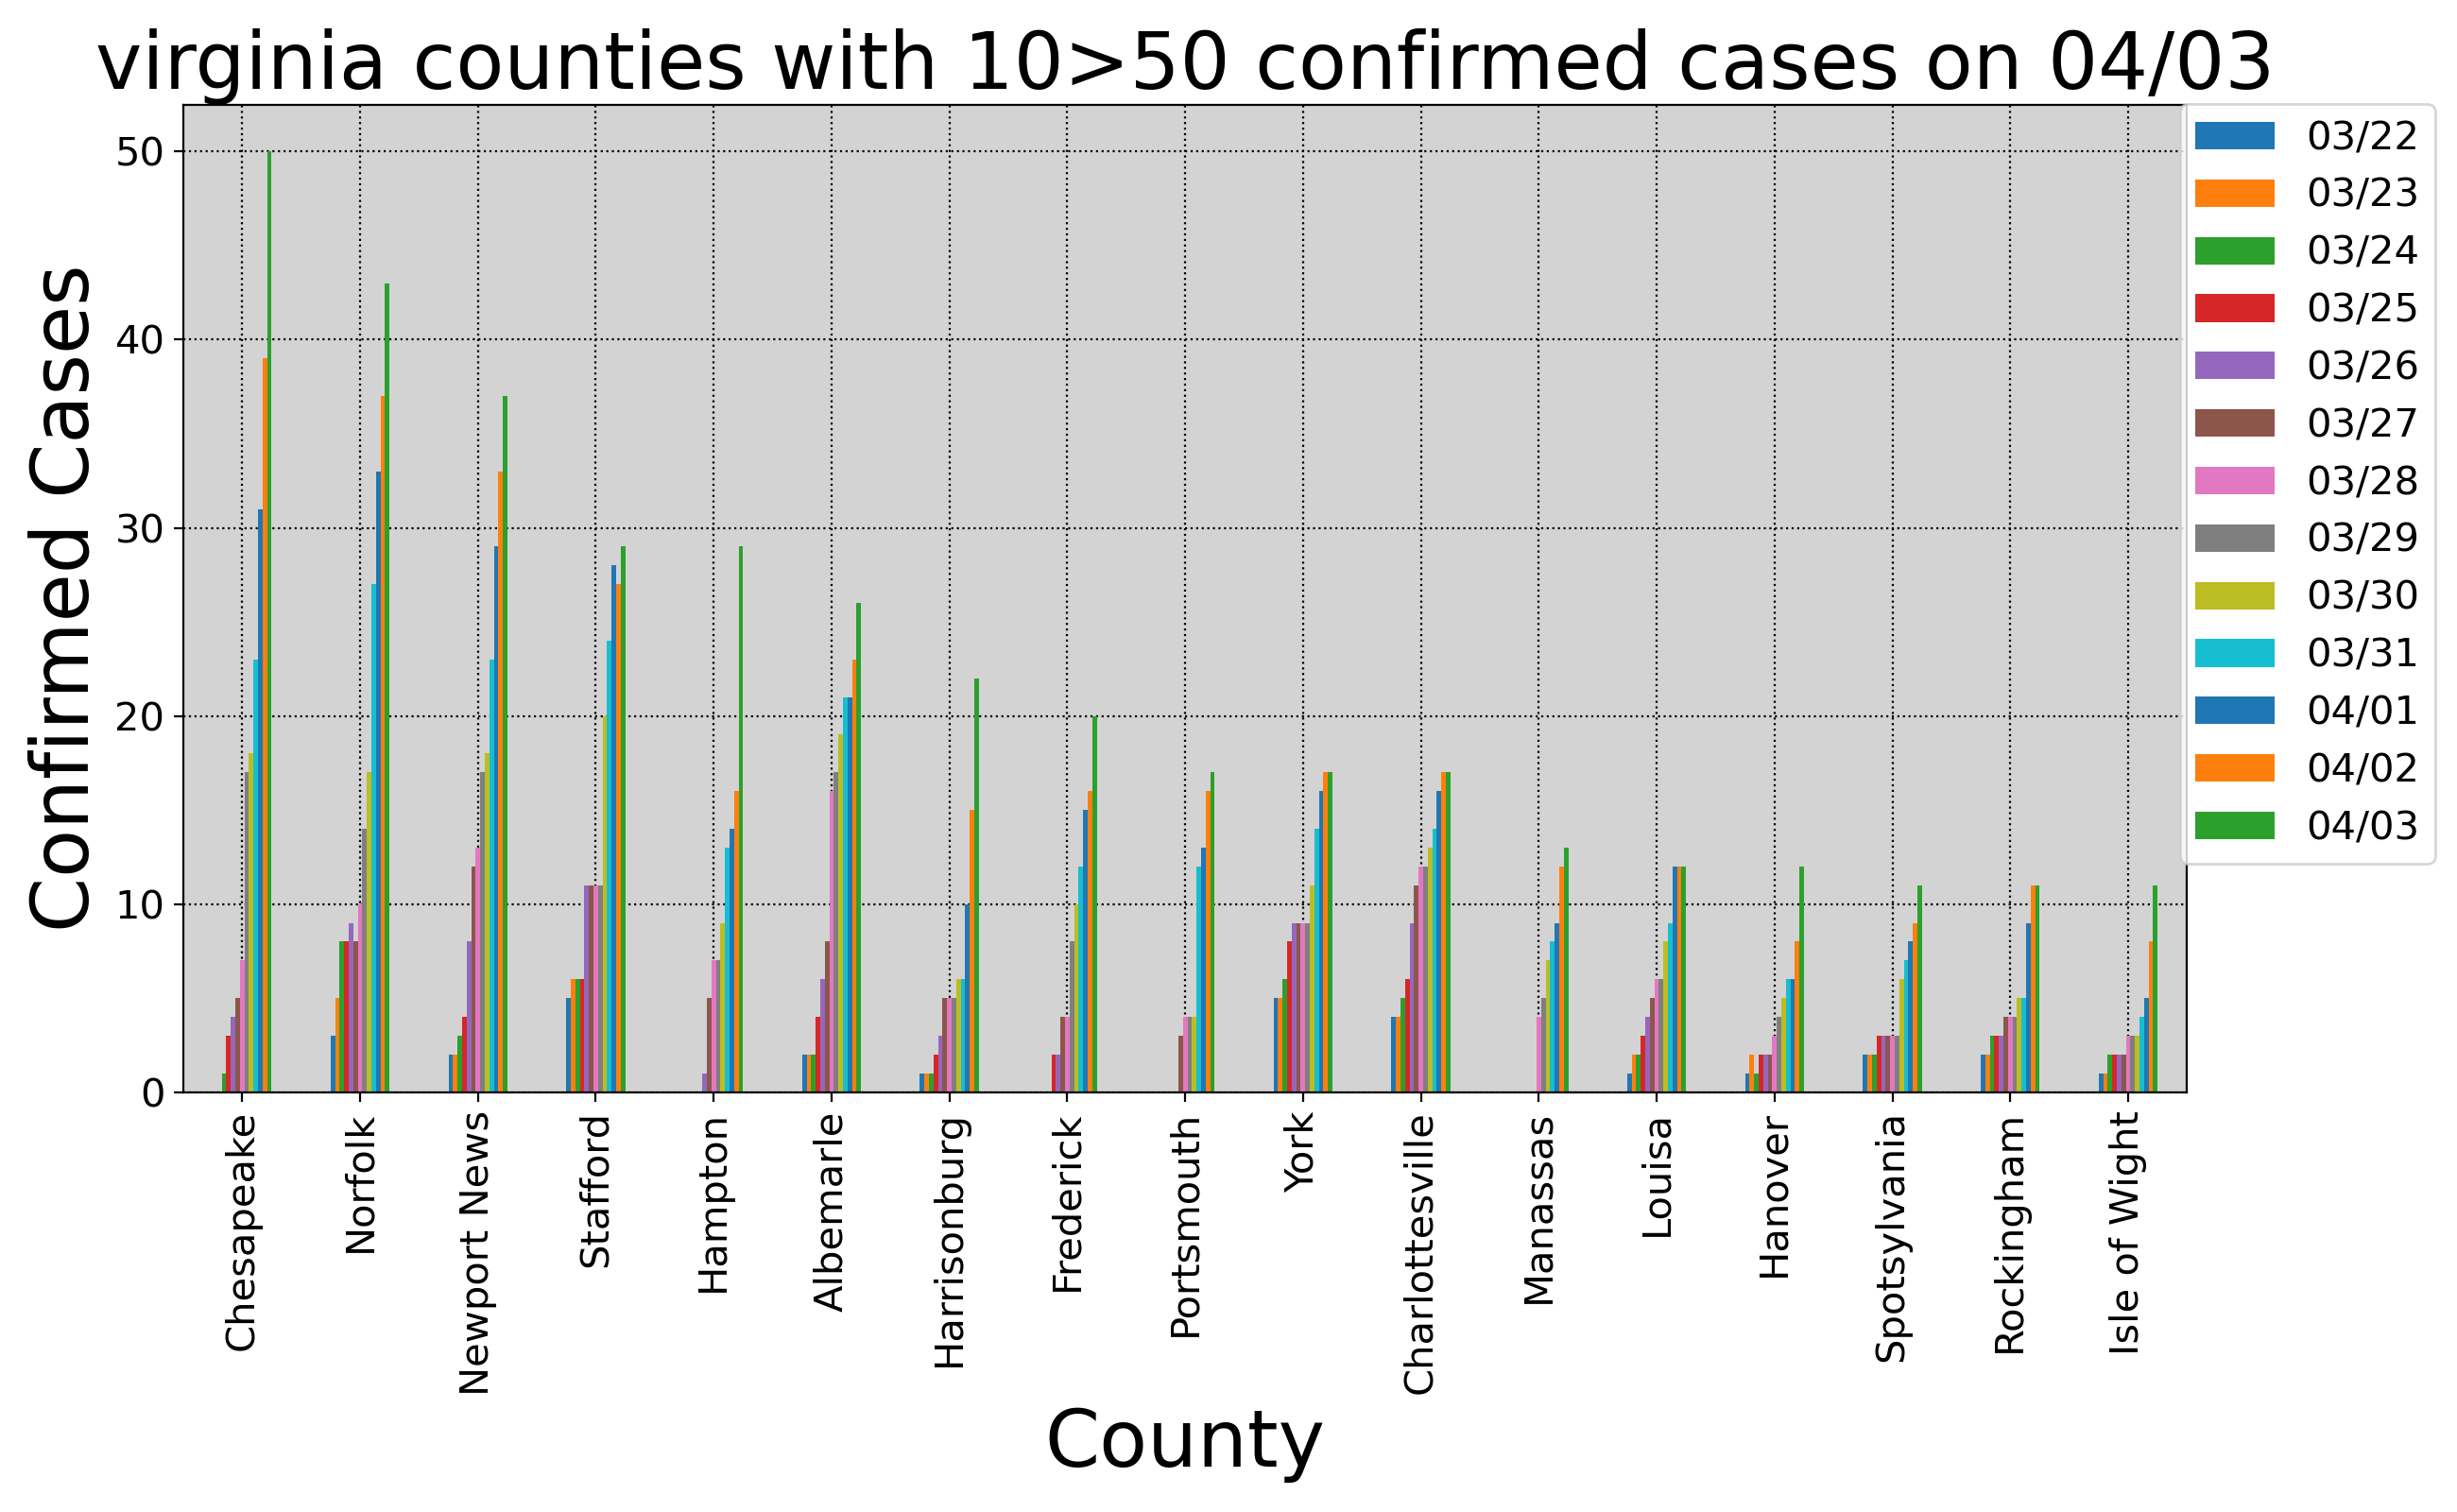 virginia counties with 10>50 confirmed cases on 04/03
Confirmed Cases
50
40
30
20
10
0
03/22
03/23
03/24
03/25
03/26
03/27
03/28
03/29
03/30
03/31
04/01
04/02
04/03
Chesapeake
Norfolk
Newport News
Stafford
Hampton
Albemarle
Harrisonburg
Frederick
Portsmouth
York
Charlottesville
Manassas
Louisa
Hanover
Spotsylvania
Rockingham
Isle of Wight
County